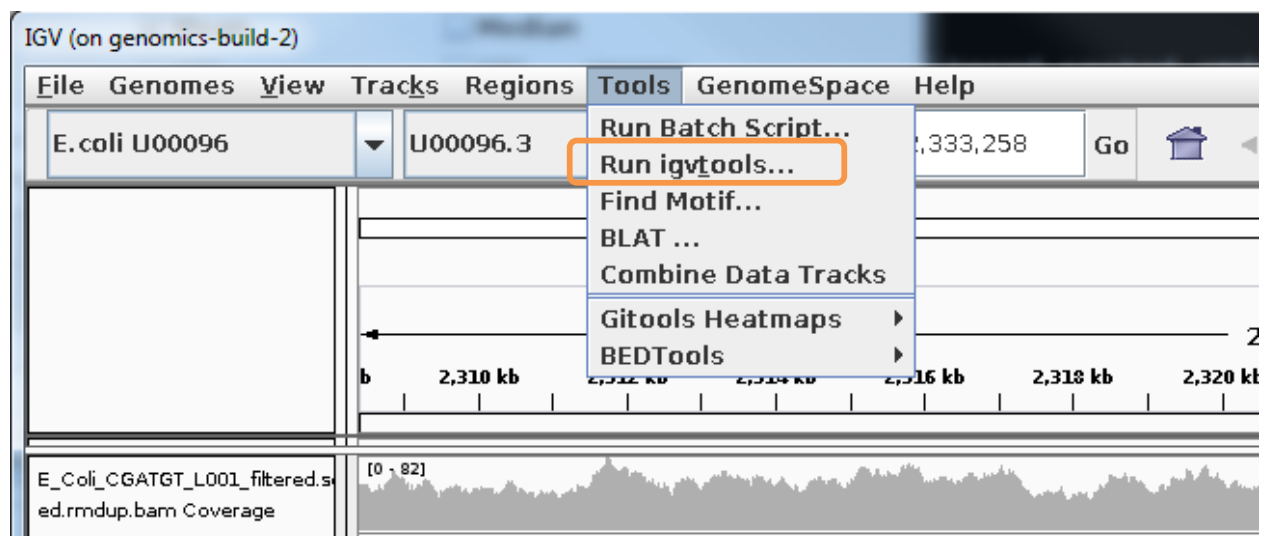 IGV (on genomics-build-2)
File Genomes View Tracks Regions Tools GenomeSpace Help
E.coli U00096 U00096.3 ,333,258 Go
Run Batch Script...
Run igvtools...
Find Motif...
BLAT ...
Combine Data Tracks
Gitools Heatmaps
BEDTools
2,310 kb 2,318 kb 2,320 kb
[0 - 82]
E_Coli_CGATGT_L001_filtered.s
ed.rmdup.bam Coverage